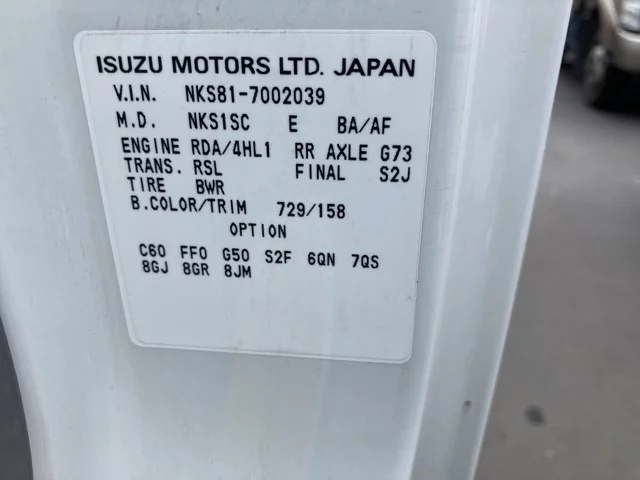 ISUZU MOTORS LTD. JAPAN
V.I.N. NKS81-7002039
M.D. NKS1SC E BA/AF
ENGINE RDA/4HL1 RR AXLE G73
TRANS. RSL FINAL S2J
TIRE BWR
B.COLOR/TRIM 729/158
OPTION
C60 FF0 G50 S2F 6QN 7QS
8GJ 8GR 8JM